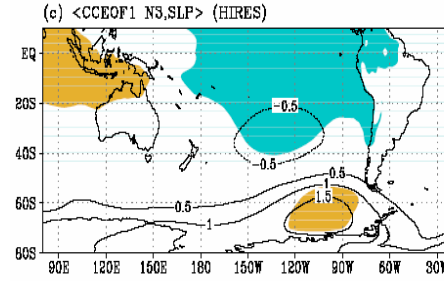 (c) <CCEOF1 N3,SLP> (HIRES)
EQ
20S
40S
60S
80S
-0.5
-0.5
0.5
1
1.5
0.5
1
90E 120E 150E 180 150W 120W 90W 60W 30W